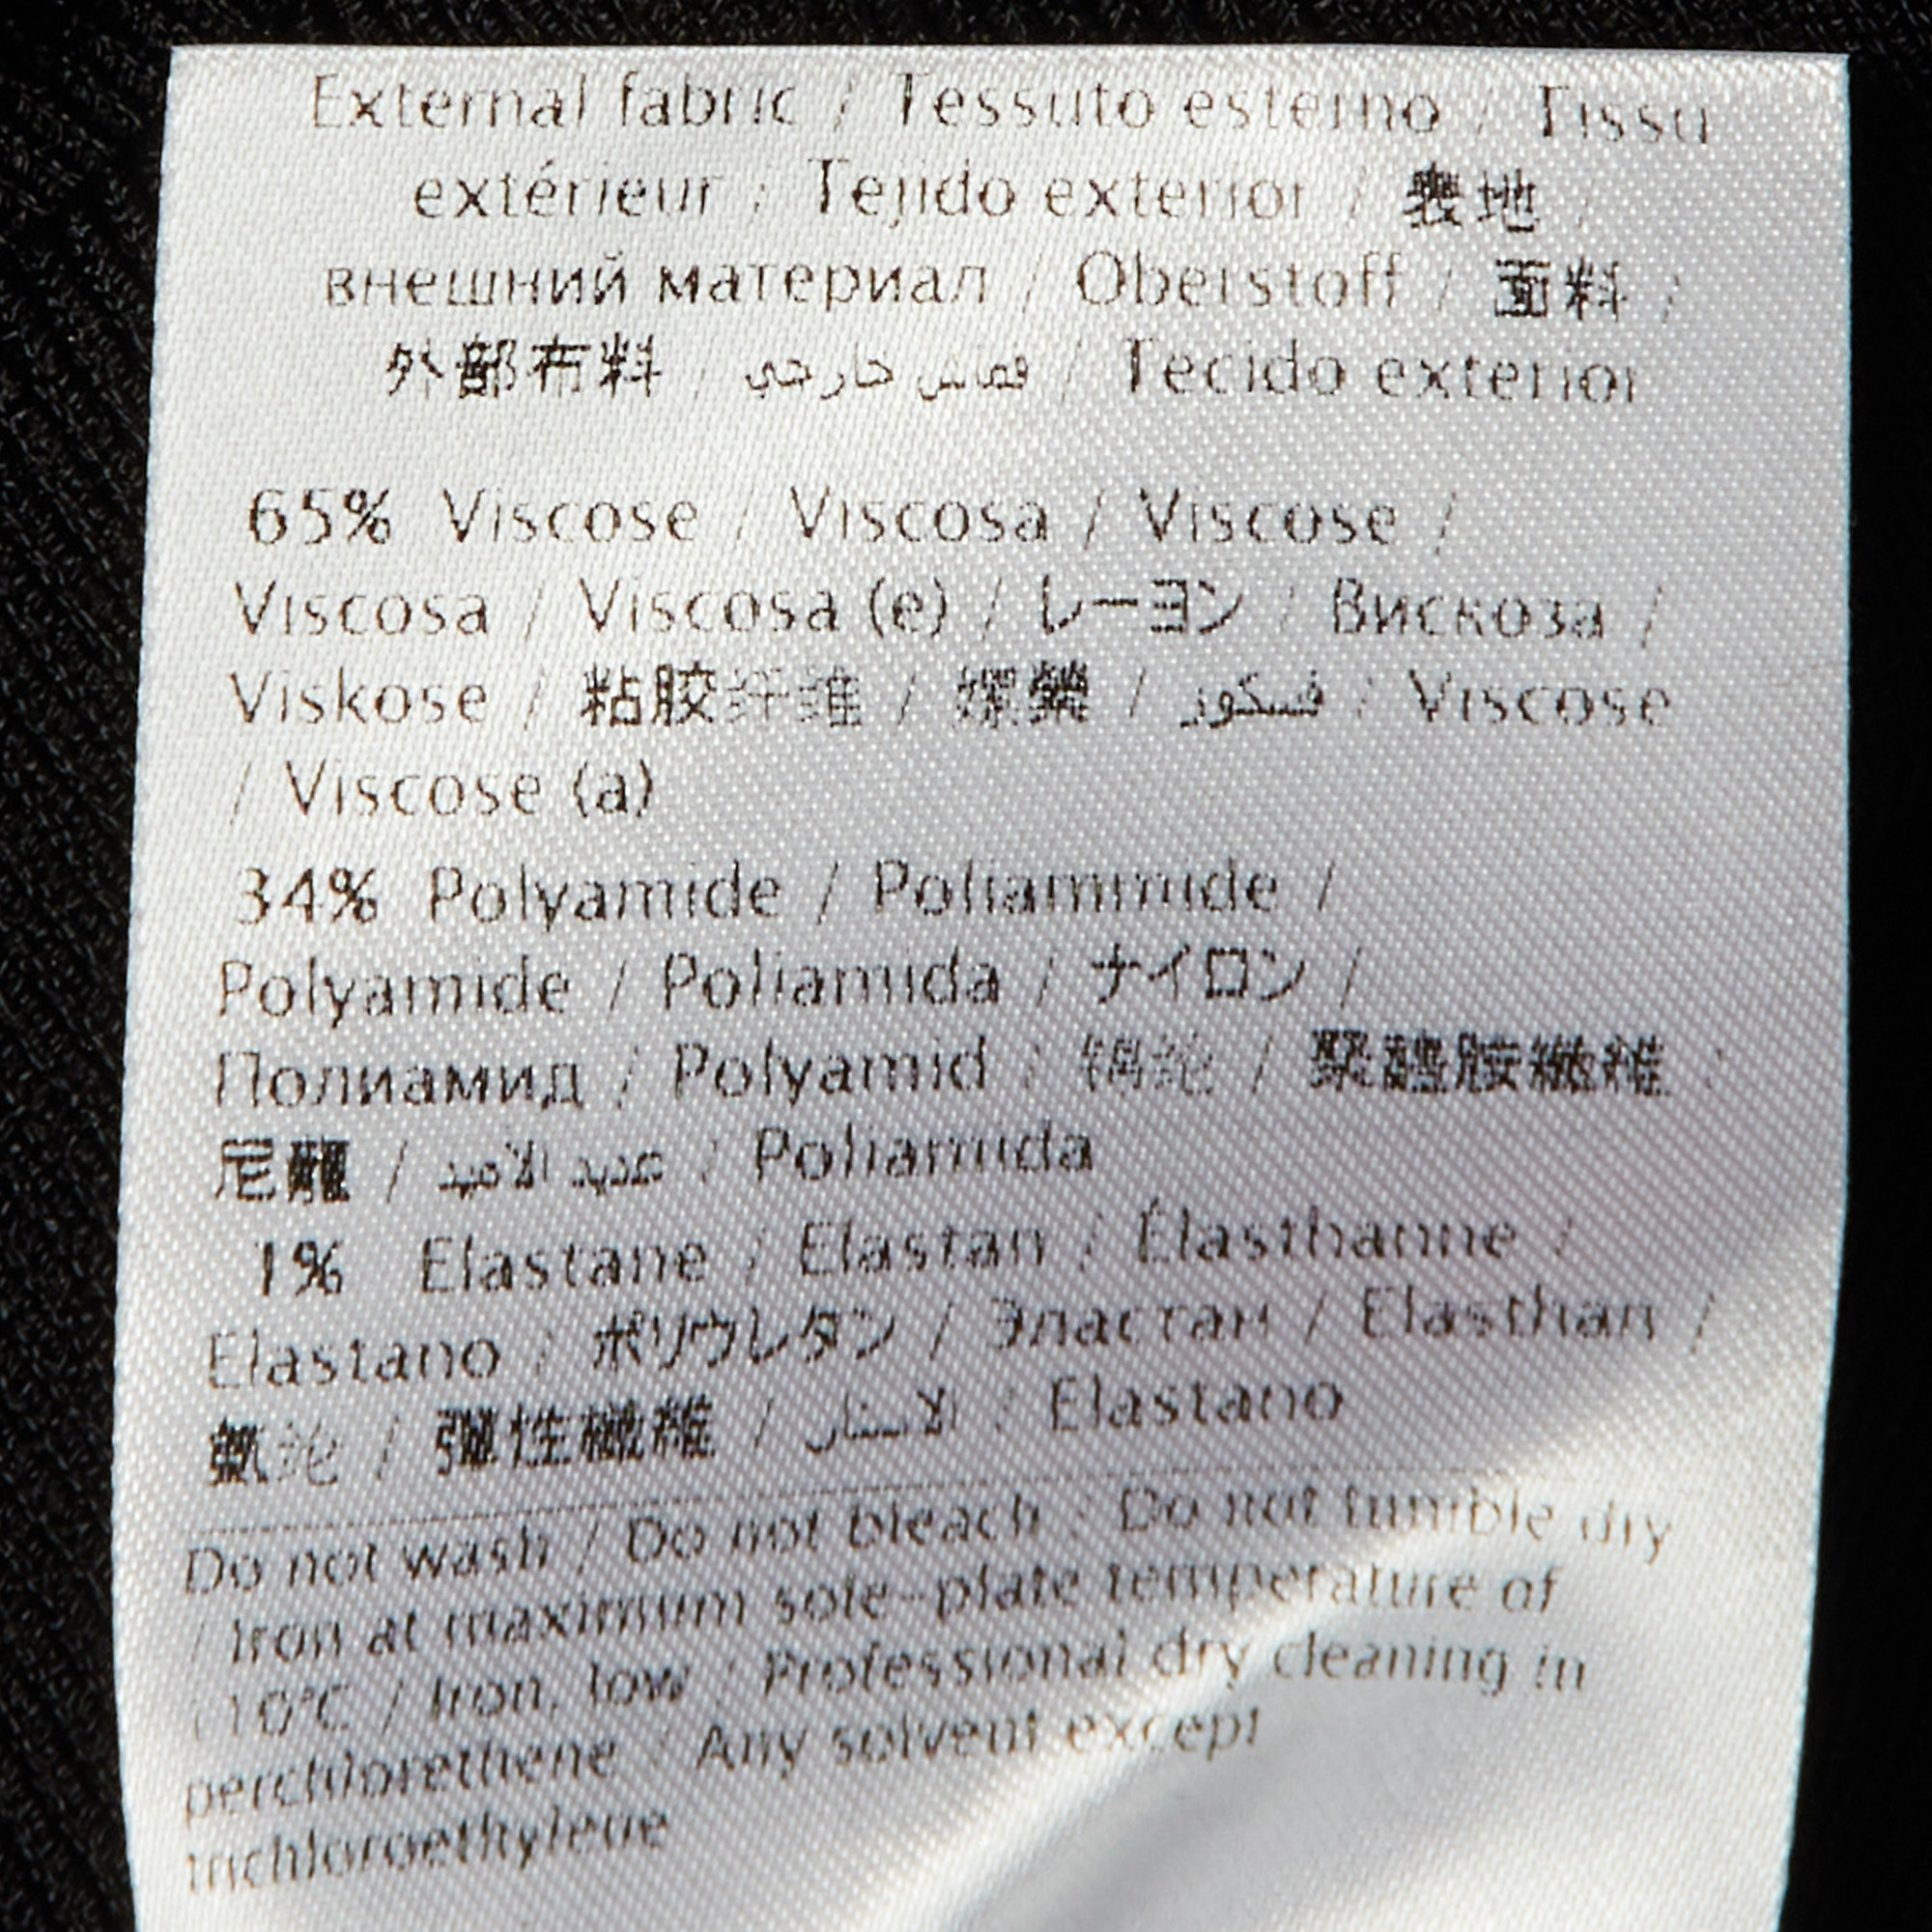 External fabric / Tessuto esterno / Tissu
extérieur / Tejido exterior / 表地 /
внешний материал / Oberstoff / 面料 /
外部布料 / قماش خارجي / Tecido exterior
65% Viscose / Viscosa / Viscose /
Viscosa / Viscosa (e) / レーヨン / Вискоза /
Viskose / 粘胶纤维 / 嫘縈 / فسكوز / Viscose
/ Viscose (a)
34% Polyamide / Poliammide /
Polyamide / Poliamida / ナイロン /
Полиамид / Polyamid / 锦纶 / 聚醯胺纖維 /
尼龍 / عديد الاميد / Poliamida
1% Elastane / Elastan / Élasthanne /
Elastano / ポリウレタン / Эластан / Elasthan /
氨纶 / 彈性纖維 / / Elastano
Do not wash / Do not bleach / Do not tumble dry
/ Iron at maximum sole-plate temperature of
110°C / Iron, low / Professional dry cleaning in
perchlorethene / Any solvent except
trichloroethylene